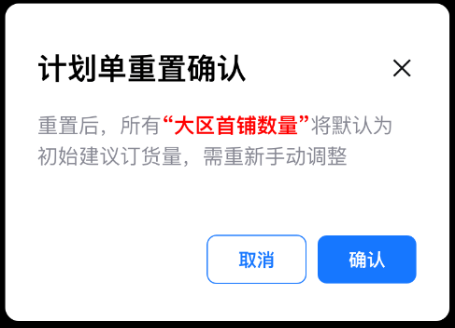 计划单重置确认
重置后，所有“大区首铺数量”将默认为
初始建议订货量，需重新手动调整
取消
确认